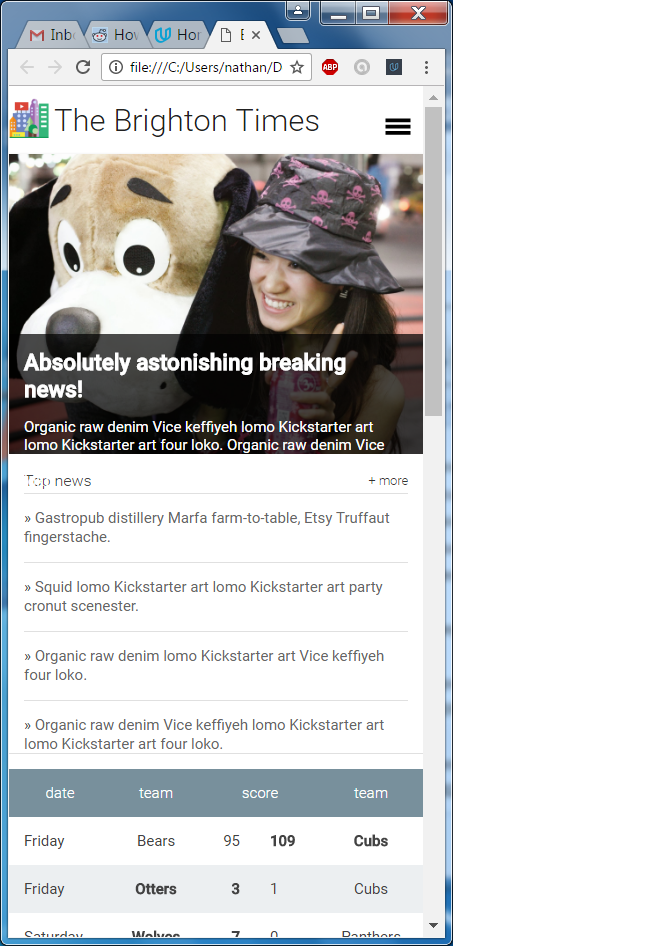 Inb
Hov
Hor
E
file:///C:/Users/nathan/D
ABP
The Brighton Times
Absolutely astonishing breaking
news!
Organic raw denim Vice keffiyeh lomo Kickstarter art
lomo Kickstarter art four loko. Organic raw denim Vice
Top news
+ more
» Gastropub distillery Marfa farm-to-table, Etsy Truffaut
fingerstache.
» Squid lomo Kickstarter art lomo Kickstarter art party
cronut scenester.
» Organic raw denim lomo Kickstarter art Vice keffiyeh
four loko.
» Organic raw denim Vice keffiyeh lomo Kickstarter art
lomo Kickstarter art four loko.
date team score team
Friday Bears 95 109 Cubs
Friday Otters 3 1 Cubs
Saturday Wolves 7 0 Panthers